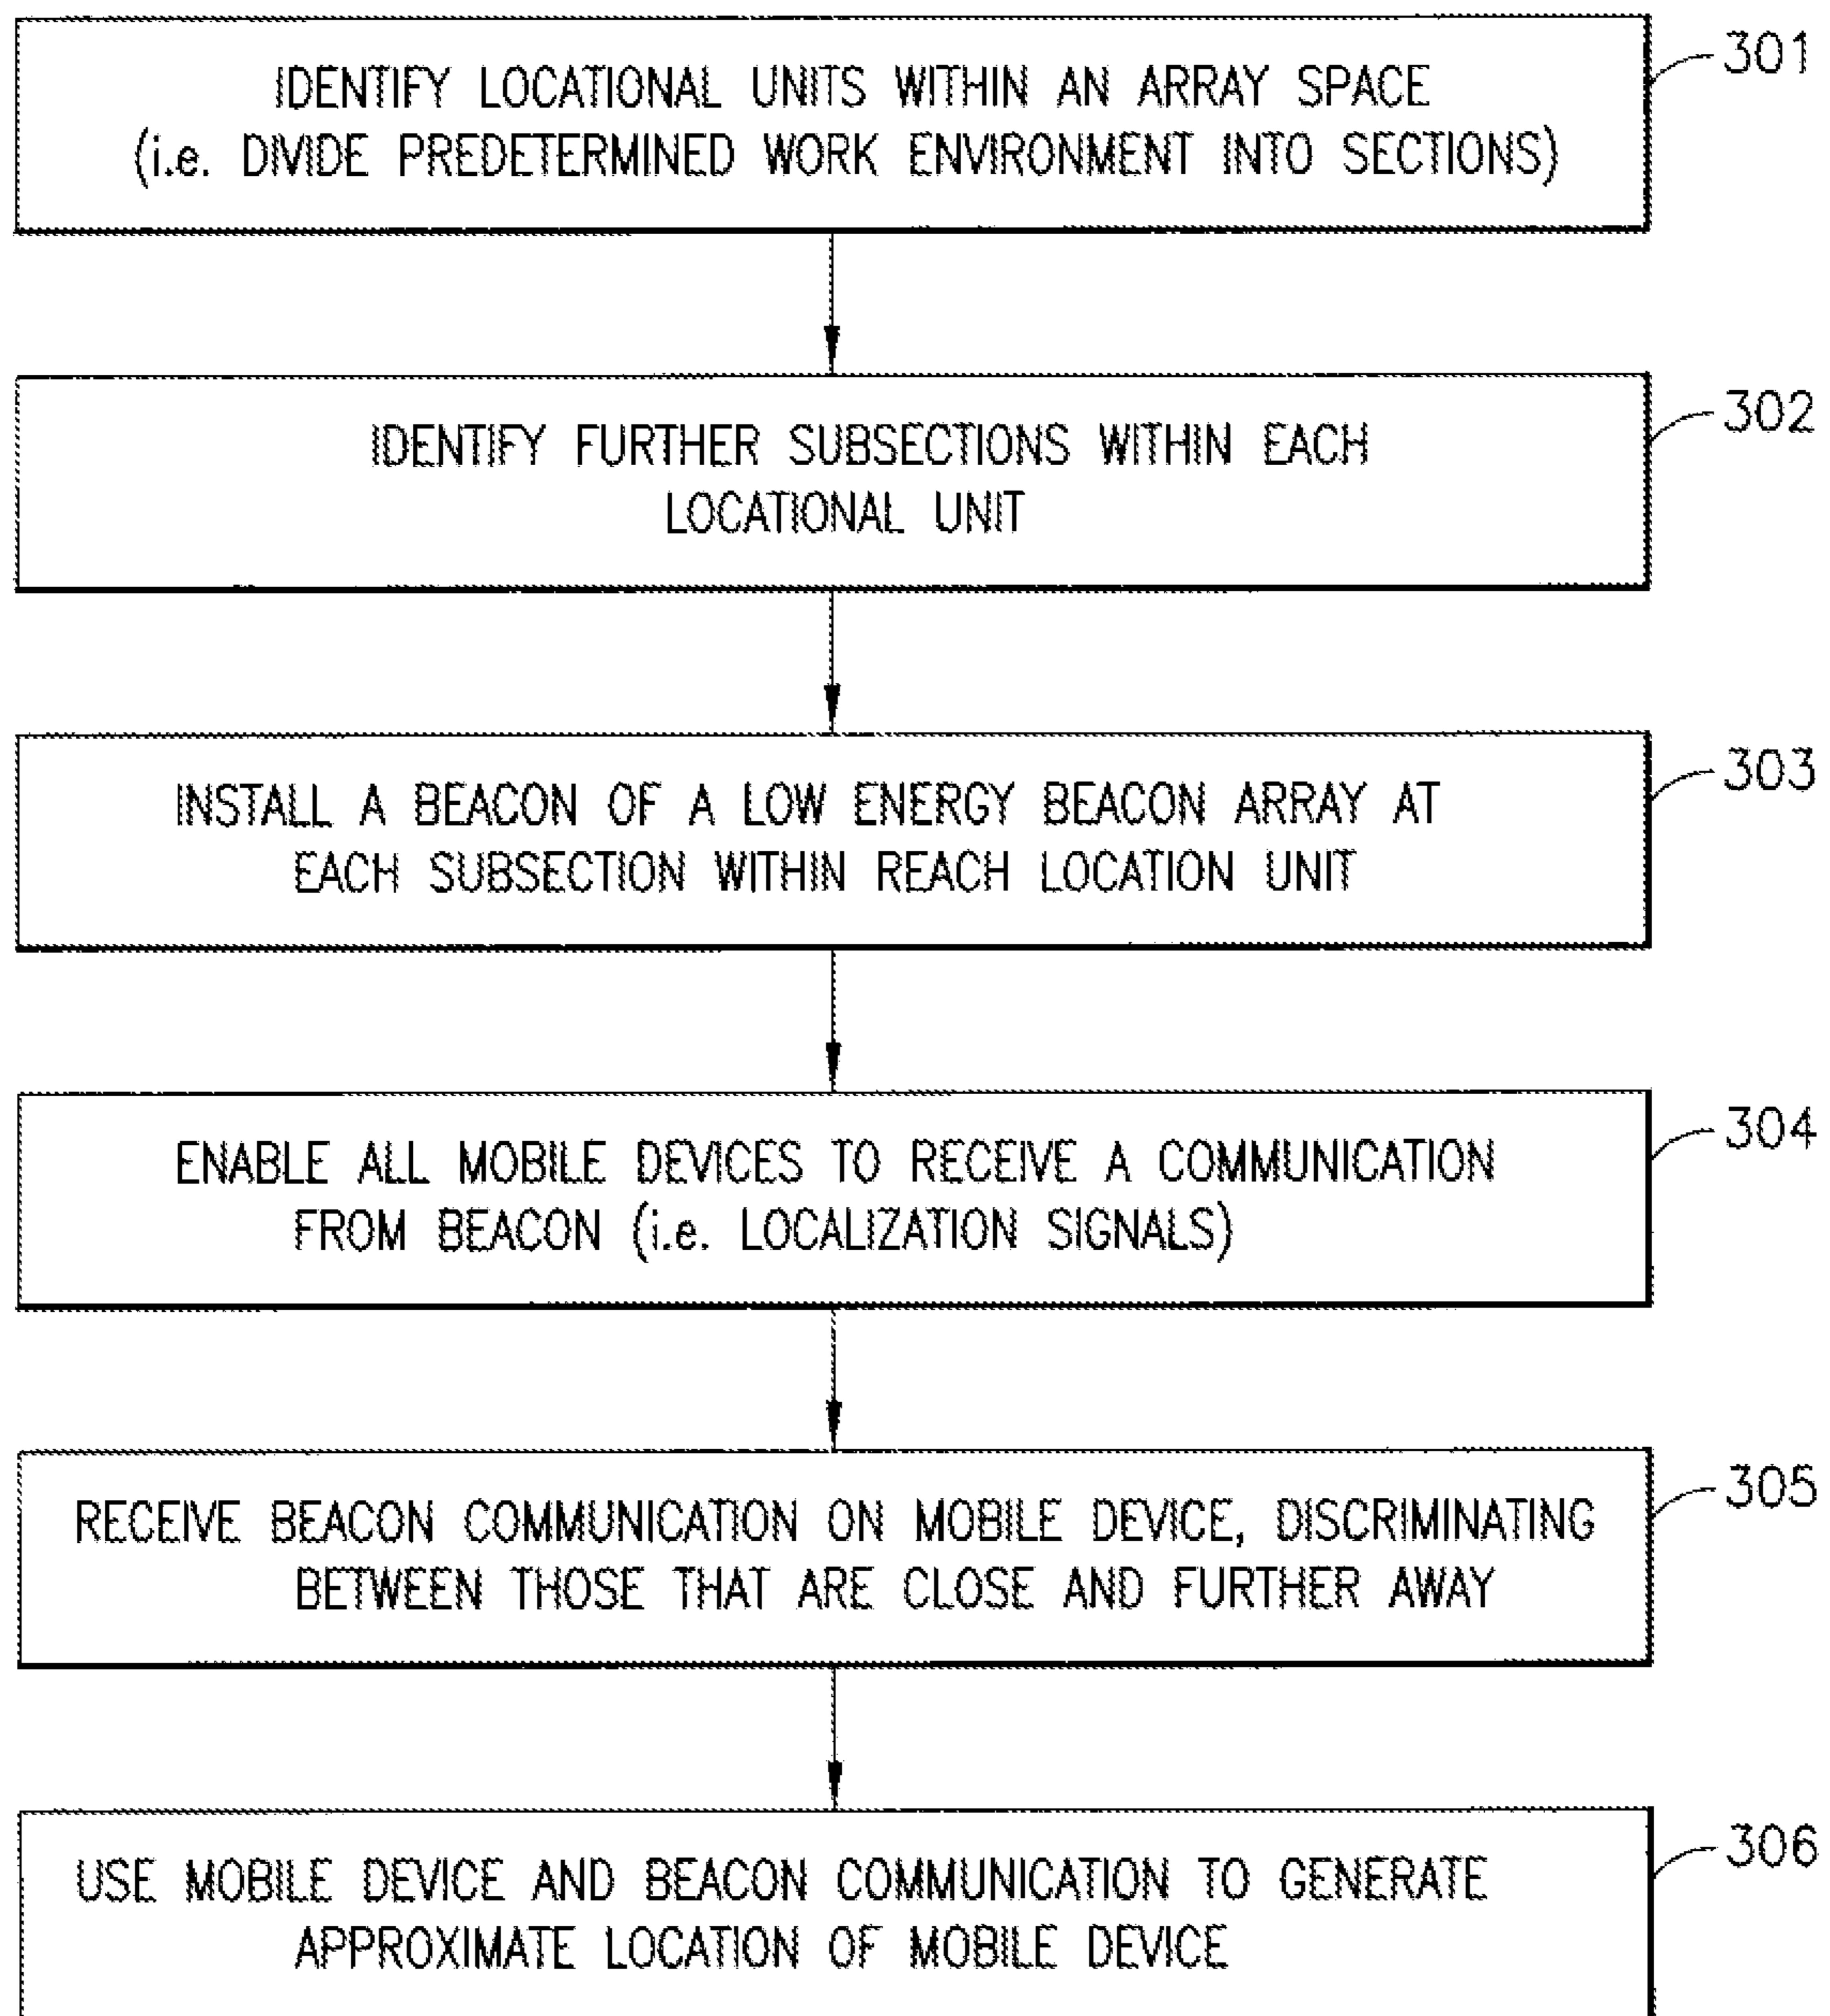 IDENTIFY LOCATIONAL UNITS WITHIN AN ARRAY SPACE
(i.e. DIVIDE PREDETERMINED WORK ENVIRONMENT INTO SECTIONS)
301
IDENTIFY FURTHER SUBSECTIONS WITHIN EACH
LOCATIONAL UNIT
302
INSTALL A BEACON OF A LOW ENERGY BEACON ARRAY AT
EACH SUBSECTION WITHIN REACH LOCATION UNIT
303
ENABLE ALL MOBILE DEVICES TO RECEIVE A COMMUNICATION
FROM BEACON (i.e. LOCALIZATION SIGNALS)
304
RECEIVE BEACON COMMUNICATION ON MOBILE DEVICE, DISCRIMINATING
BETWEEN THOSE THAT ARE CLOSE AND FURTHER AWAY
305
USE MOBILE DEVICE AND BEACON COMMUNICATION TO GENERATE
APPROXIMATE LOCATION OF MOBILE DEVICE
306